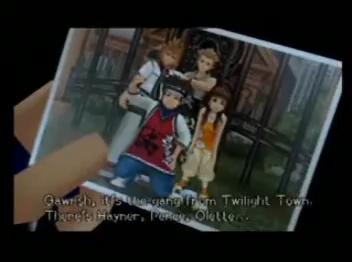 Gawrsh, it's the gang from Twilight Town.
There's Hayner, Pence, Olette...